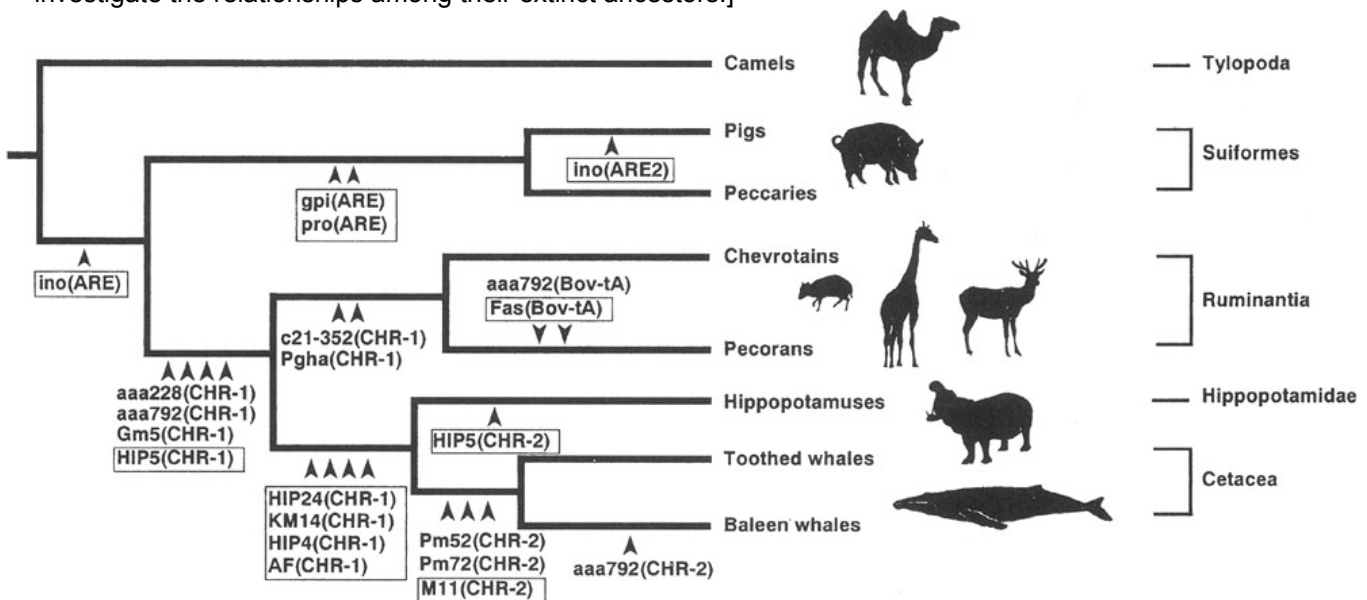 investigate the relationships among their extinct ancestors.]
Camels
Tylopoda
Pigs
ino(ARE2)
Suiformes
gpi(ARE)
pro(ARE)
Peccaries
ino(ARE)
Chevrotains
aaa792(Bov-tA)
Fas(Bov-tA)
Ruminantia
c21-352(CHR-1)
Pgha(CHR-1)
Pecorans
aaa228(CHR-1)
aaa792(CHR-1)
Gm5(CHR-1)
HIP5(CHR-1)
Hippopotamuses
Hippopotamidae
HIP5(CHR-2)
Toothed whales
Cetacea
HIP24(CHR-1)
KM14(CHR-1)
HIP4(CHR-1)
AF(CHR-1)
Baleen whales
Pm52(CHR-2)
Pm72(CHR-2)
M11(CHR-2)
aaa792(CHR-2)